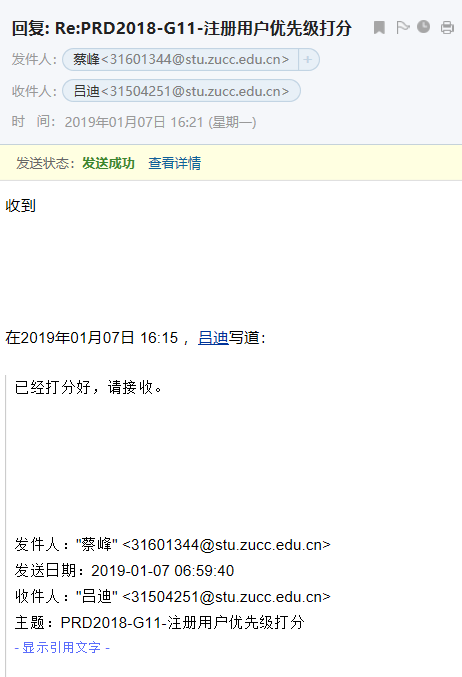 回复: Re:PRD2018-G11-注册用户优先级打分
发件人： 蔡峰<31601344@stu.zucc.edu.cn> +
收件人： 吕迪<31504251@stu.zucc.edu.cn>
时 间： 2019年01月07日 16:21 (星期一)
发送状态：发送成功 查看详情
收到
在2019年01月07日 16:15 ，吕迪写道：
已经打分好，请接收。
发件人："蔡峰" <31601344@stu.zucc.edu.cn>
发送日期：2019-01-07 06:59:40
收件人："吕迪" <31504251@stu.zucc.edu.cn>
主题：PRD2018-G11-注册用户优先级打分
- 显示引用文字 -